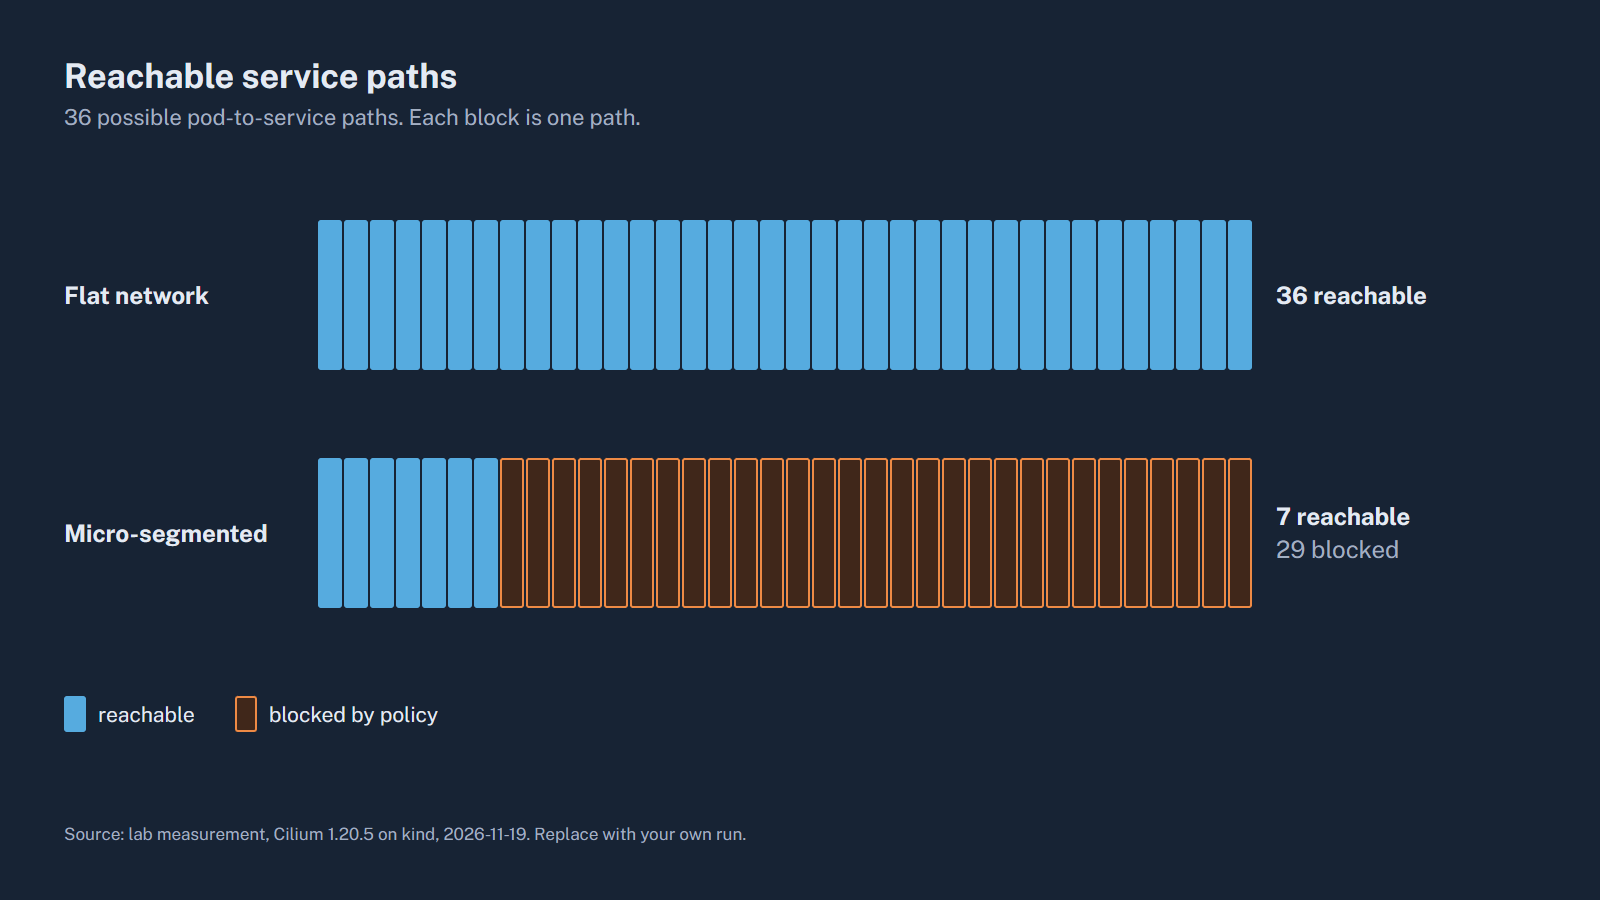 Reachable service paths
36 possible pod-to-service paths. Each block is one path.
Flat network
36 reachable
Micro-segmented
7 reachable
29 blocked
reachable
blocked by policy
Source: lab measurement, Cilium 1.20.5 on kind, 2026-11-19. Replace with your own run.